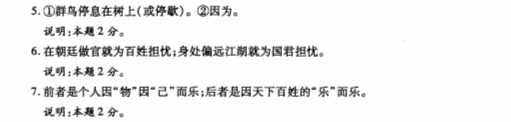 5.①群鸟停息在树上(或停歇)。②因为。
说明:本题2分。
6.在朝廷做官就为百姓担忧;身处偏远江湖就为国君担忧。
说明:本题2分。
7.前者是个人因“物”因“己”而乐;后者是因天下百姓的“乐”而乐。
说明:本题2分。